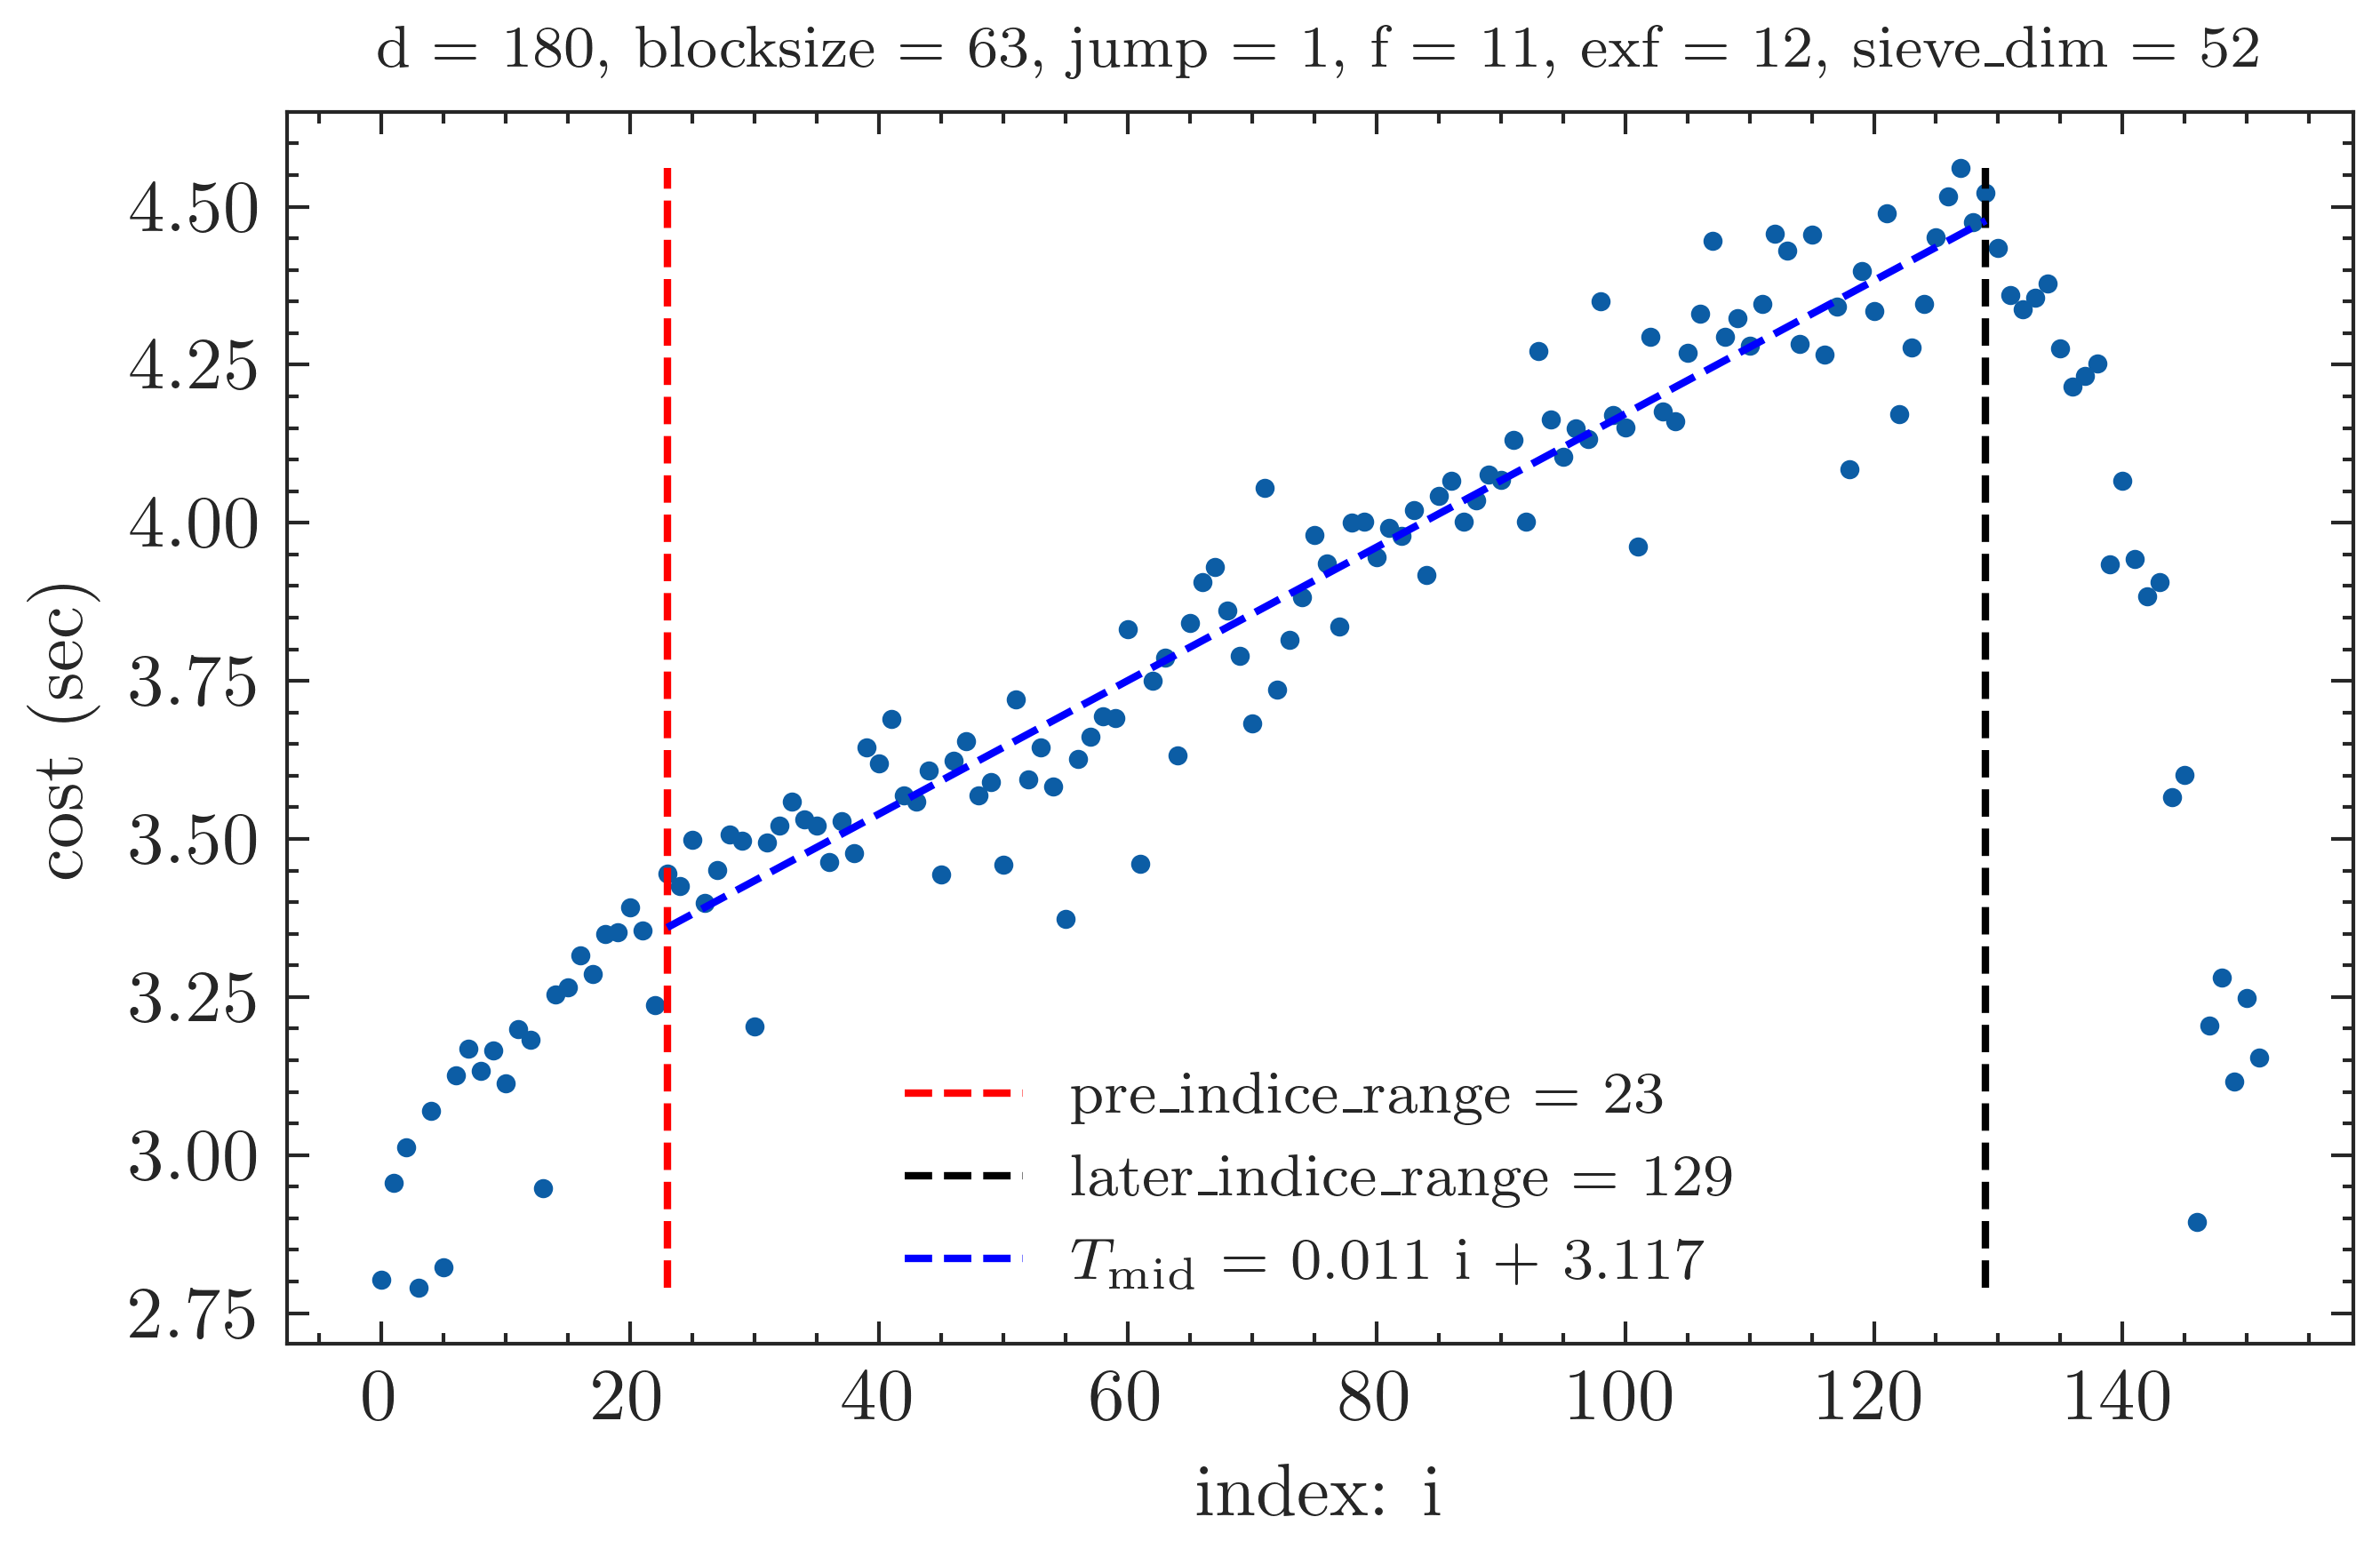 d = 180, blocksize = 63, jump = 1, f = 11, exf = 12, sieve_dim = 52
cost (sec)
4.50
4.25
4.00
3.75
3.50
3.25
3.00
2.75
pre_indice_range = 23
later_indice_range = 129
T_mid = 0.011 i + 3.117
0 20 40 60 80 100 120 140
index: i